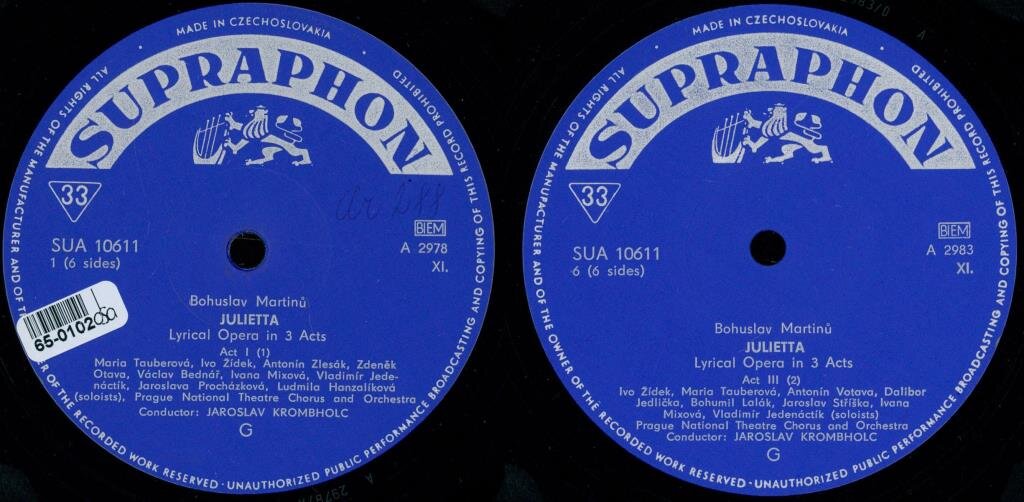 MADE IN CZECHOSLOVAKIA
ALL RIGHTS OF THE MANUFACTURER AND OF THE OWNER OF THE RECORDED WORK RESERVED · UNAUTHORIZED PUBLIC PERFORMANCE BROADCASTING AND COPYING OF THIS RECORD PROHIBITED
SUPRAPHON
33
SUA 10611
1 (6 sides)
BIEM
A 2978
XI.
65-0102
Bohuslav Martinů
JULIETTA
Lyrical Opera in 3 Acts
Act I (1)
Maria Tauberová, Ivo Žídek, Antonín Zlesák, Zdeněk
Otava, Václav Bednář, Ivana Mixová, Vladimír Jede-
náctík, Jaroslava Procházková, Ludmila Hanzalíková
(soloists), Prague National Theatre Chorus and Orchestra
Conductor: JAROSLAV KROMBHOLC
G
MADE IN CZECHOSLOVAKIA
ALL RIGHTS OF THE MANUFACTURER AND OF THE OWNER OF THE RECORDED WORK RESERVED · UNAUTHORIZED PUBLIC PERFORMANCE BROADCASTING AND COPYING OF THIS RECORD PROHIBITED
SUPRAPHON
33
SUA 10611
6 (6 sides)
BIEM
A 2983
XI.
Bohuslav Martinů
JULIETTA
Lyrical Opera in 3 Acts
Act III (2)
Ivo Žídek, Maria Tauberová, Antonín Votava, Dalibor
Jedlička, Bohumil Lalák, Jaroslav Stříška, Ivana
Mixová, Vladimír Jedenáctík (soloists)
Prague National Theatre Chorus and Orchestra
Conductor: JAROSLAV KROMBHOLC
G